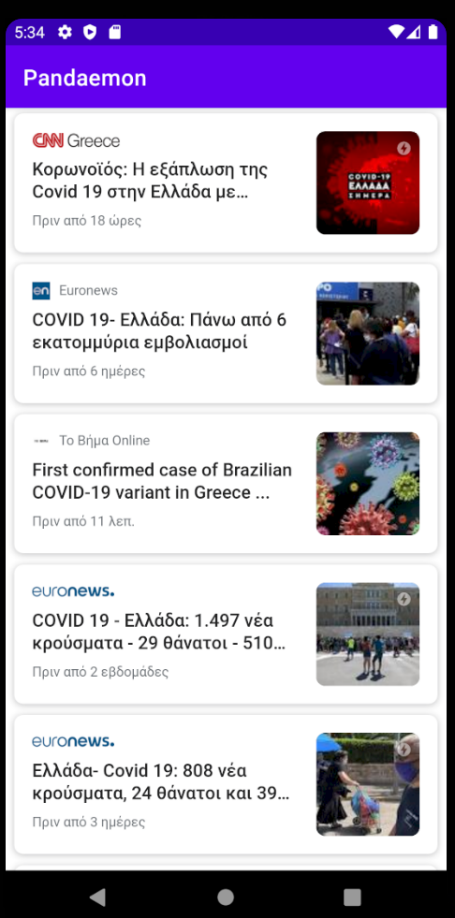 5:34
Pandaemon
CNN Greece
Κορωνοϊός: Η εξάπλωση της
Covid 19 στην Ελλάδα με...
Πριν από 18 ώρες
COVID-19
ΕΛΛΑΔΑ
ΣΗΜΕΡΑ
en Euronews
COVID 19- Ελλάδα: Πάνω από 6
εκατομμύρια εμβολιασμοί
Πριν από 6 ημέρες
Το Βήμα Online
First confirmed case of Brazilian
COVID-19 variant in Greece ...
Πριν από 11 λεπ.
euronews.
COVID 19 - Ελλάδα: 1.497 νέα
κρούσματα - 29 θάνατοι - 510...
Πριν από 2 εβδομάδες
euronews.
Ελλάδα- Covid 19: 808 νέα
κρούσματα, 24 θάνατοι και 39...
Πριν από 3 ημέρες